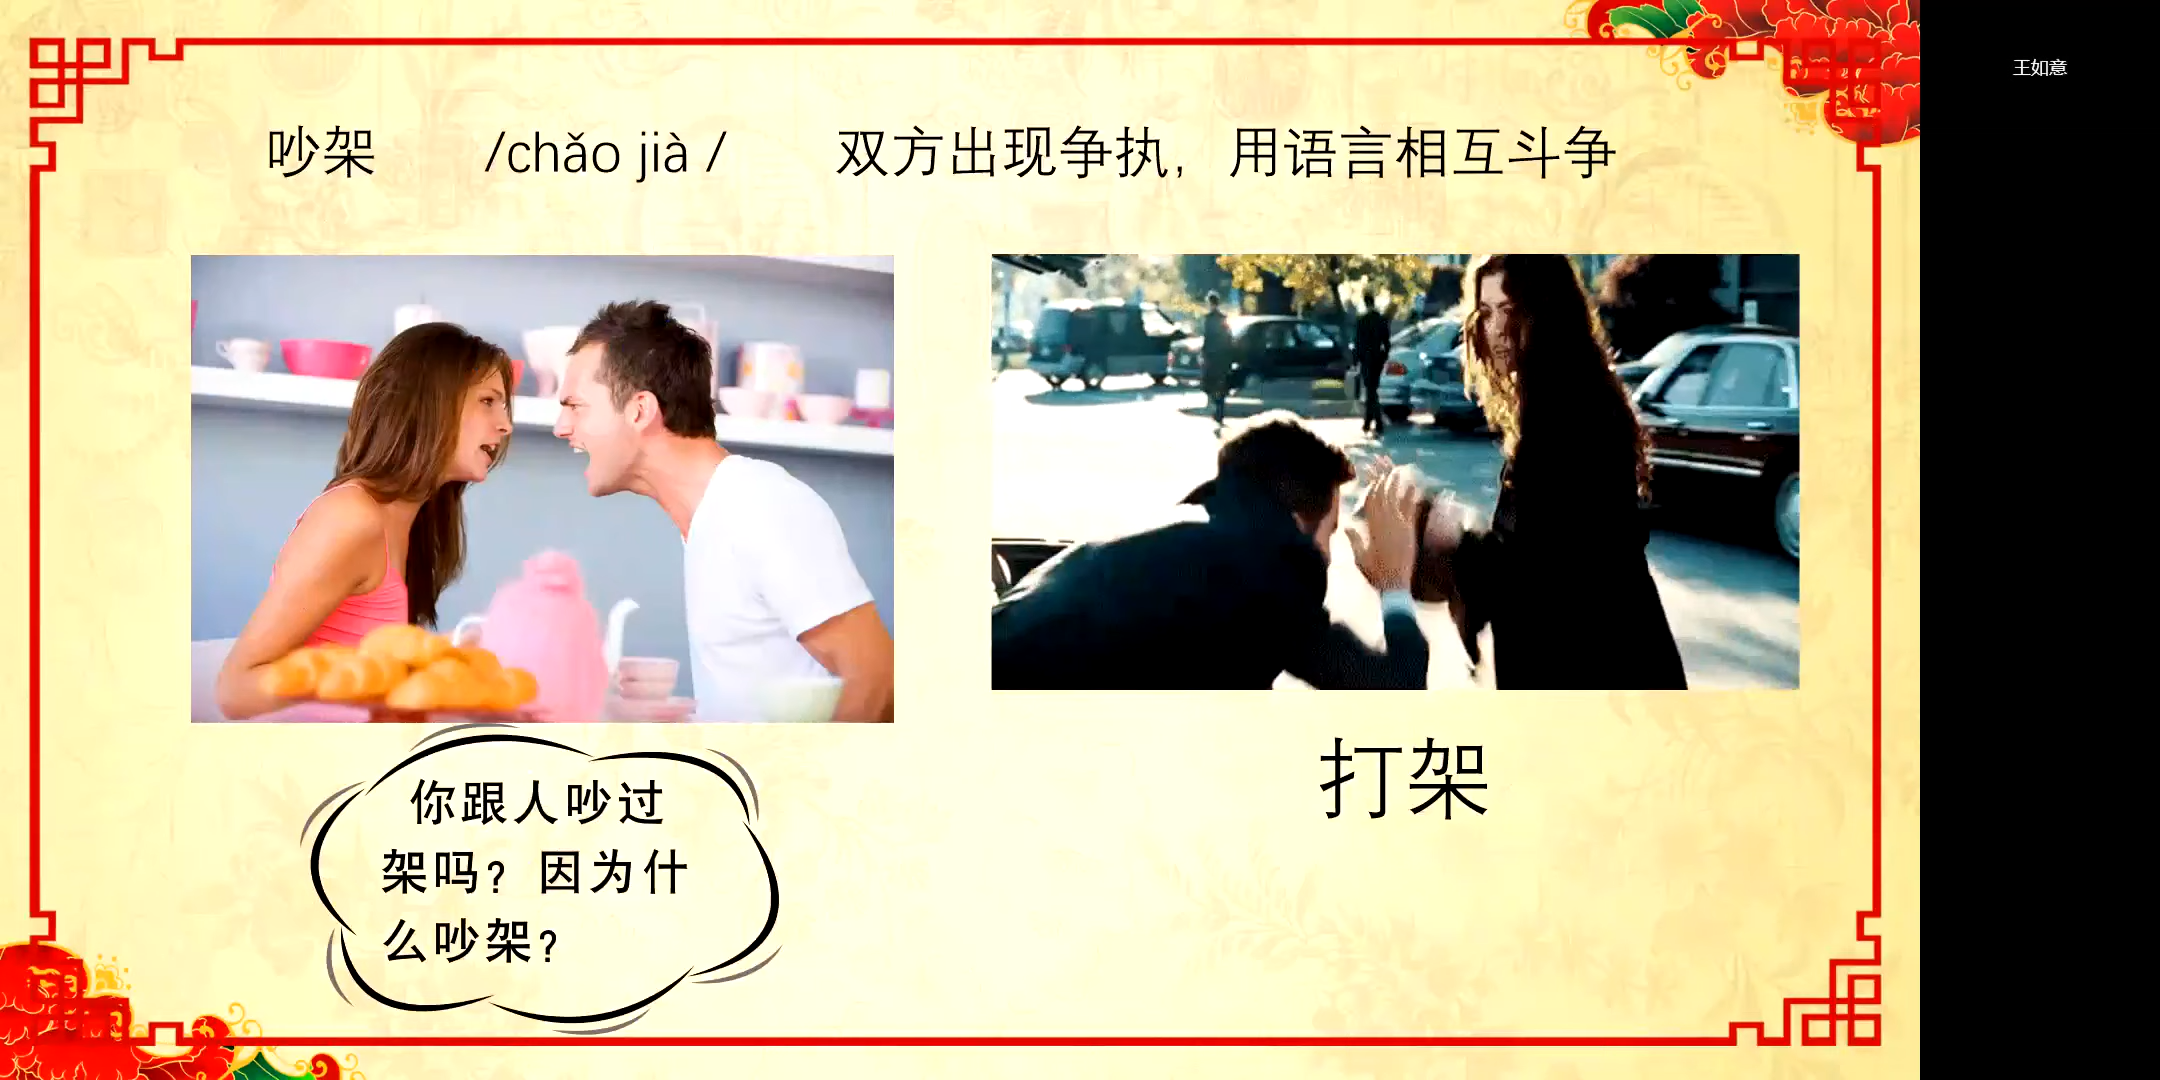 吵架 /chǎo jià / 双方出现争执，用语言相互斗争
王如意
打架
你跟人吵过
架吗？因为什
么吵架？